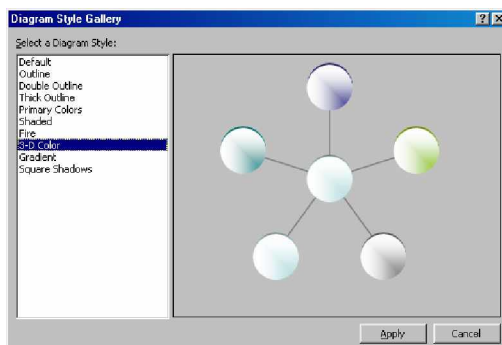 Diagram Style Gallery
Select a Diagram Style:
Default
Outline
Double Outline
Thick Outline
Primary Colors
Shaded
Fire
3-D Color
Gradient
Square Shadows
Apply
Cancel